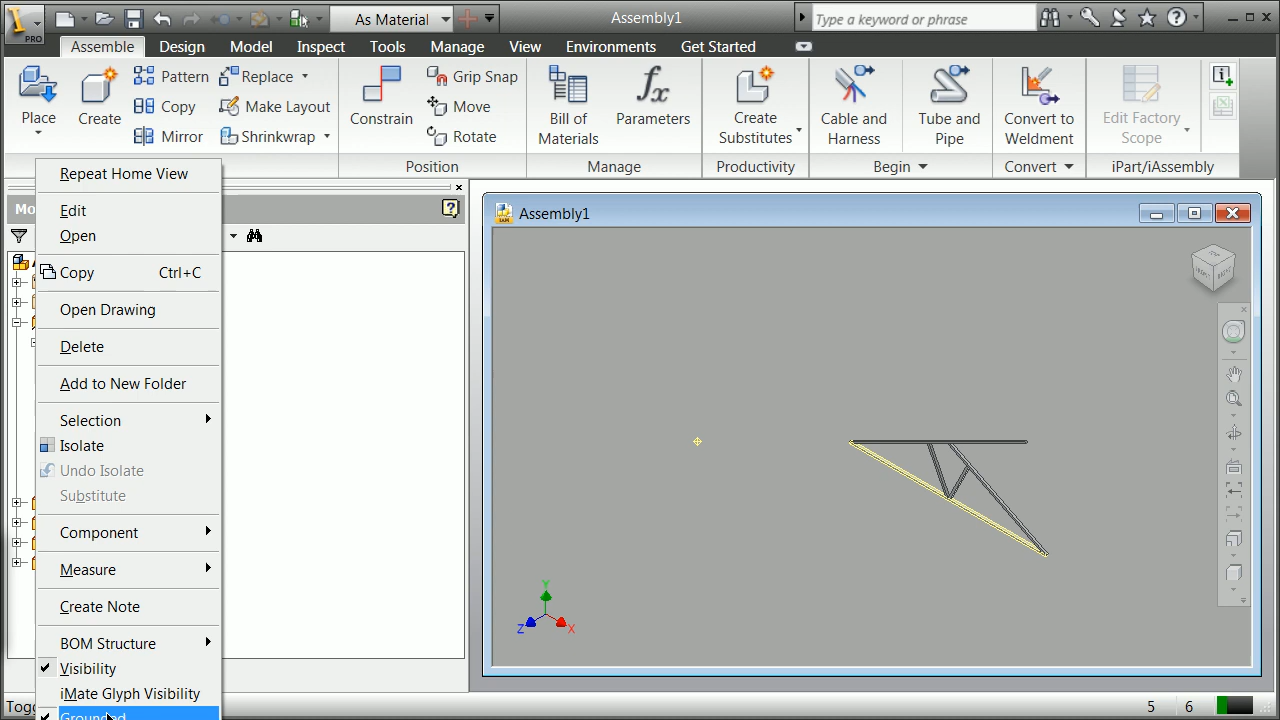 As Material
Assembly1
Type a keyword or phrase
PRO
Assemble Design Model Inspect Tools Manage View Environments Get Started
Place
Create
Pattern
Copy
Mirror
Replace
Make Layout
Shrinkwrap
Constrain
Grip Snap
Move
Rotate
Bill of
Materials
Parameters
Create
Substitutes
Cable and
Harness
Tube and
Pipe
Convert to
Weldment
Edit Factory
Scope
Position
Manage
Productivity
Begin
Convert
iPart/iAssembly
Repeat Home View
Edit
Open
Copy Ctrl+C
Open Drawing
Delete
Add to New Folder
Selection
Isolate
Undo Isolate
Substitute
Component
Measure
Create Note
BOM Structure
Visibility
iMate Glyph Visibility
Grounded
Assembly1
Y
Z
X
5 6